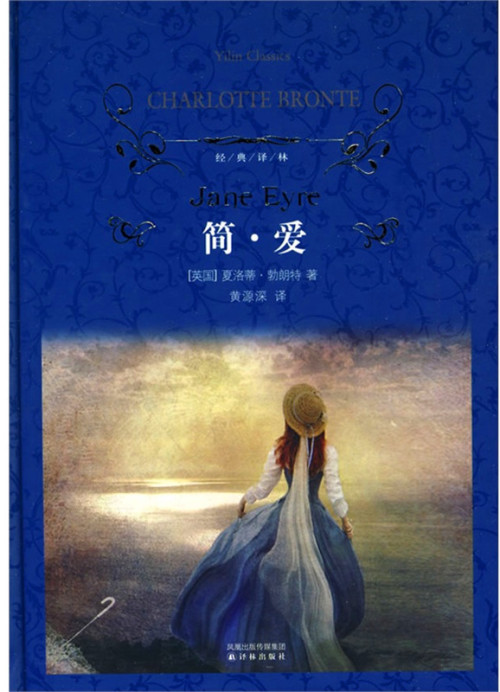 Yilin Classics
CHARLOTTE BRONTE
经/典/译/林
Jane Eyre
简·爱
[英国] 夏洛蒂·勃朗特 著
黄源深 译
凤凰出版传媒集团
译林出版社